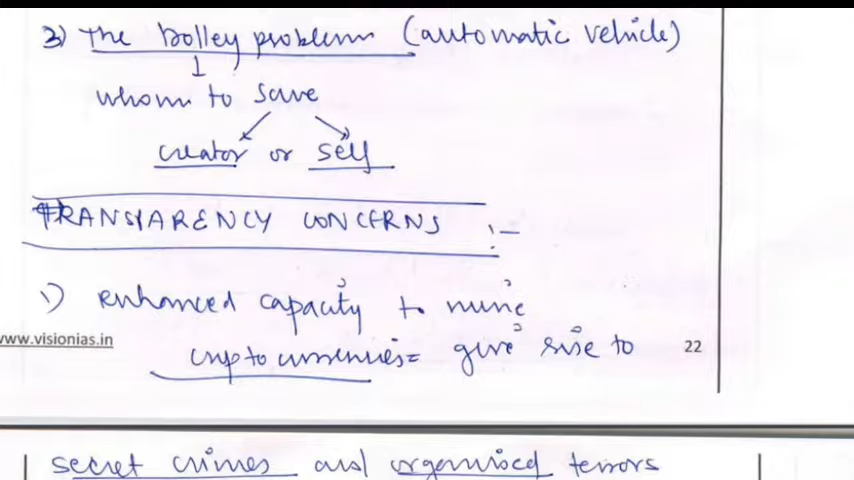 3) The Trolley problem (automatic vehicle)
whom to save
creator or self
TRANSPARENCY CONCERNS :-
1) enhanced capacity to mine
www.visionias.in
cryptocurrencies = give rise to
22
secret crimes and organised terrors